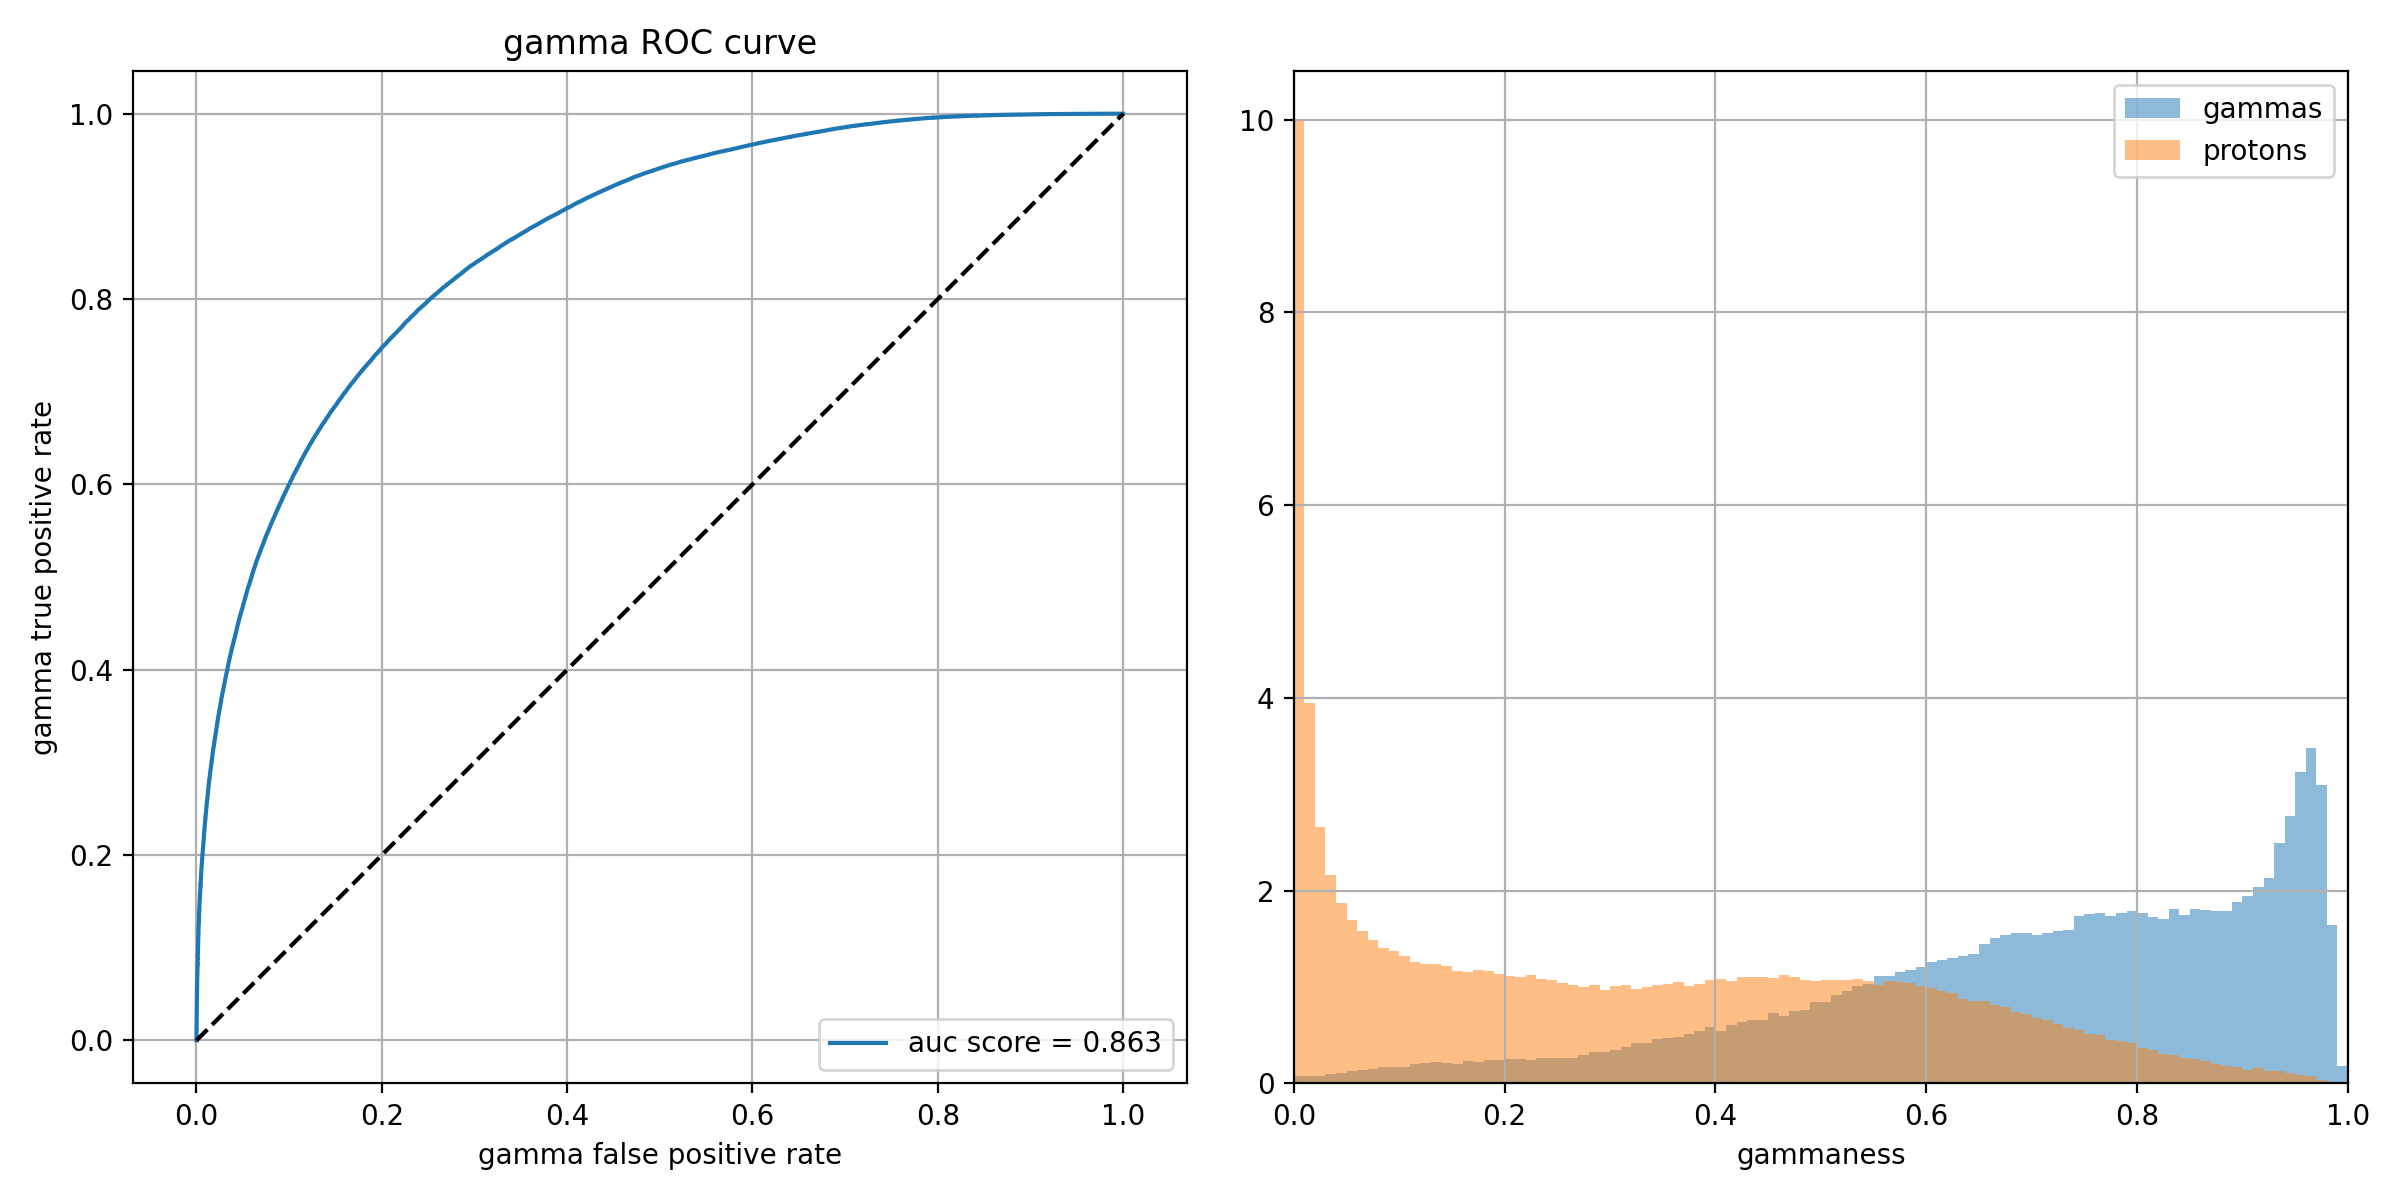 gamma ROC curve
gamma true positive rate
1.0
0.8
0.6
0.4
0.2
0.0
auc score = 0.863
0.0 0.2 0.4 0.6 0.8 1.0
gamma false positive rate
gammas
protons
10
8
6
4
2
0
0.0 0.2 0.4 0.6 0.8 1.0
gammaness